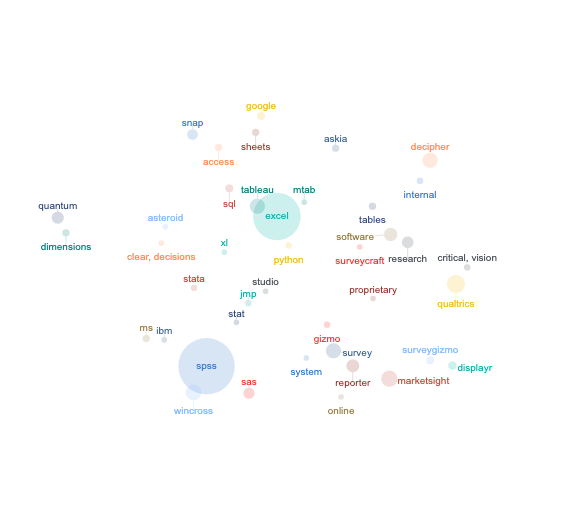 google
snap
sheets
askia
access
decipher
tableau
mtab
internal
sql
quantum
excel
tables
asteroid
software
dimensions
xl
clear, decisions
python
surveycraft
research
critical, vision
stata
studio
jmp
proprietary
qualtrics
stat
ms
ibm
gizmo
survey
surveygizmo
spss
system
displayr
sas
reporter
marketsight
wincross
online